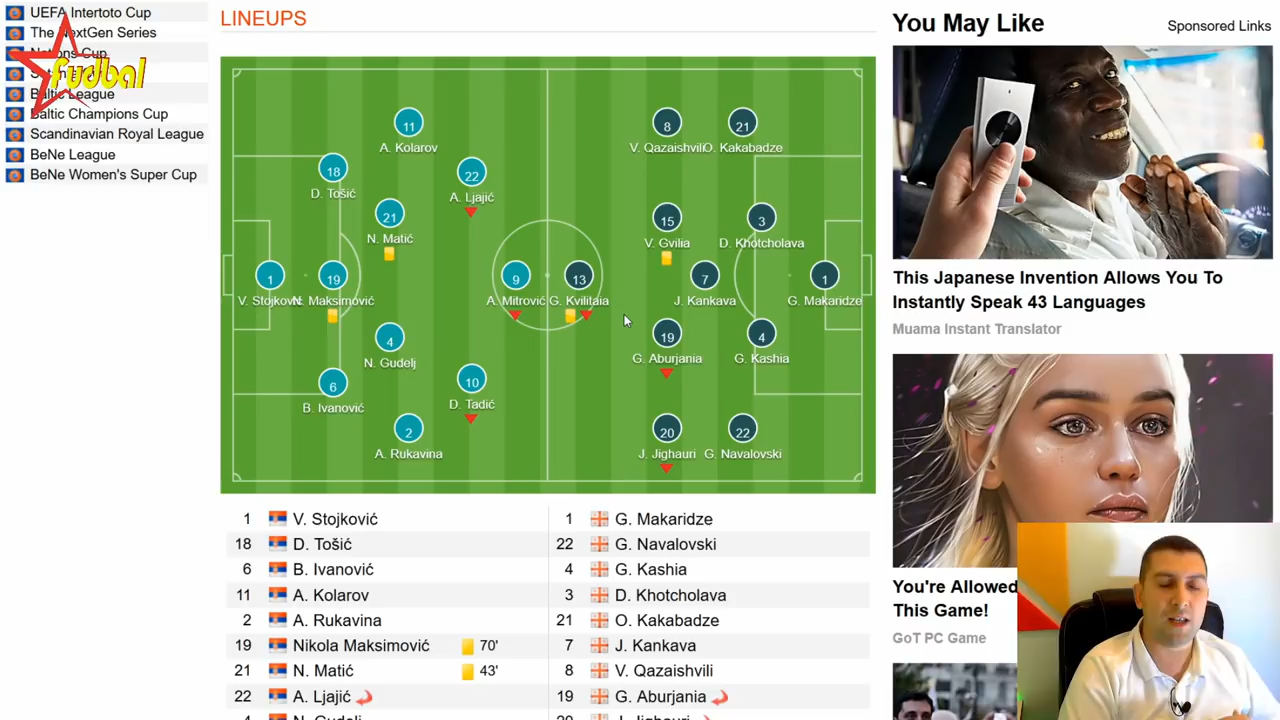 UEFA Intertoto Cup
The NextGen Series
Nations Cup
fudbal
Baltic League
Baltic Champions Cup
Scandinavian Royal League
BeNe League
BeNe Women's Super Cup
LINEUPS
11
A. Kolarov
18
D. Tošić
22
A. Ljajić
21
N. Matić
1
V. Stojković
19
N. Maksimović
9
A. Mitrović
4
N. Gudelj
6
B. Ivanović
10
D. Tadić
2
A. Rukavina
8
V. Qazaishvili
21
O. Kakabadze
15
V. Gvilia
3
D. Khotcholava
13
G. Kvilitaia
7
J. Kankava
1
G. Makaridze
19
G. Aburjania
4
G. Kashia
20
J. Jighauri
22
G. Navalovski
1 V. Stojković
18 D. Tošić
6 B. Ivanović
11 A. Kolarov
2 A. Rukavina
19 Nikola Maksimović 70'
21 N. Matić 43'
22 A. Ljajić
4 N. Gudelj
1 G. Makaridze
22 G. Navalovski
4 G. Kashia
3 D. Khotcholava
21 O. Kakabadze
7 J. Kankava
8 V. Qazaishvili
19 G. Aburjania
20 J. Jighauri
You May Like
Sponsored Links
This Japanese Invention Allows You To
Instantly Speak 43 Languages
Muama Instant Translator
You're Allowed
This Game!
GoT PC Game